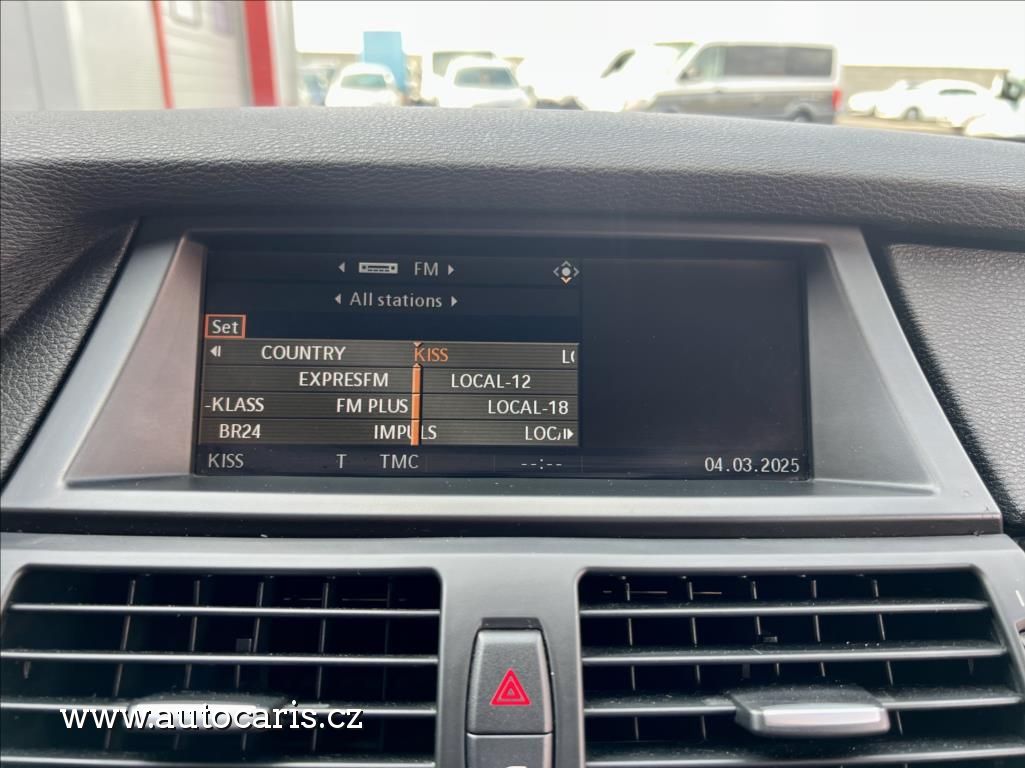 FM
All stations
Set
COUNTRY KISS
EXPRESFM LOCAL-12
-KLASS FM PLUS LOCAL-18
BR24 IMPULS
KISS T TMC --:-- 04.03.2025
www.autocaris.cz